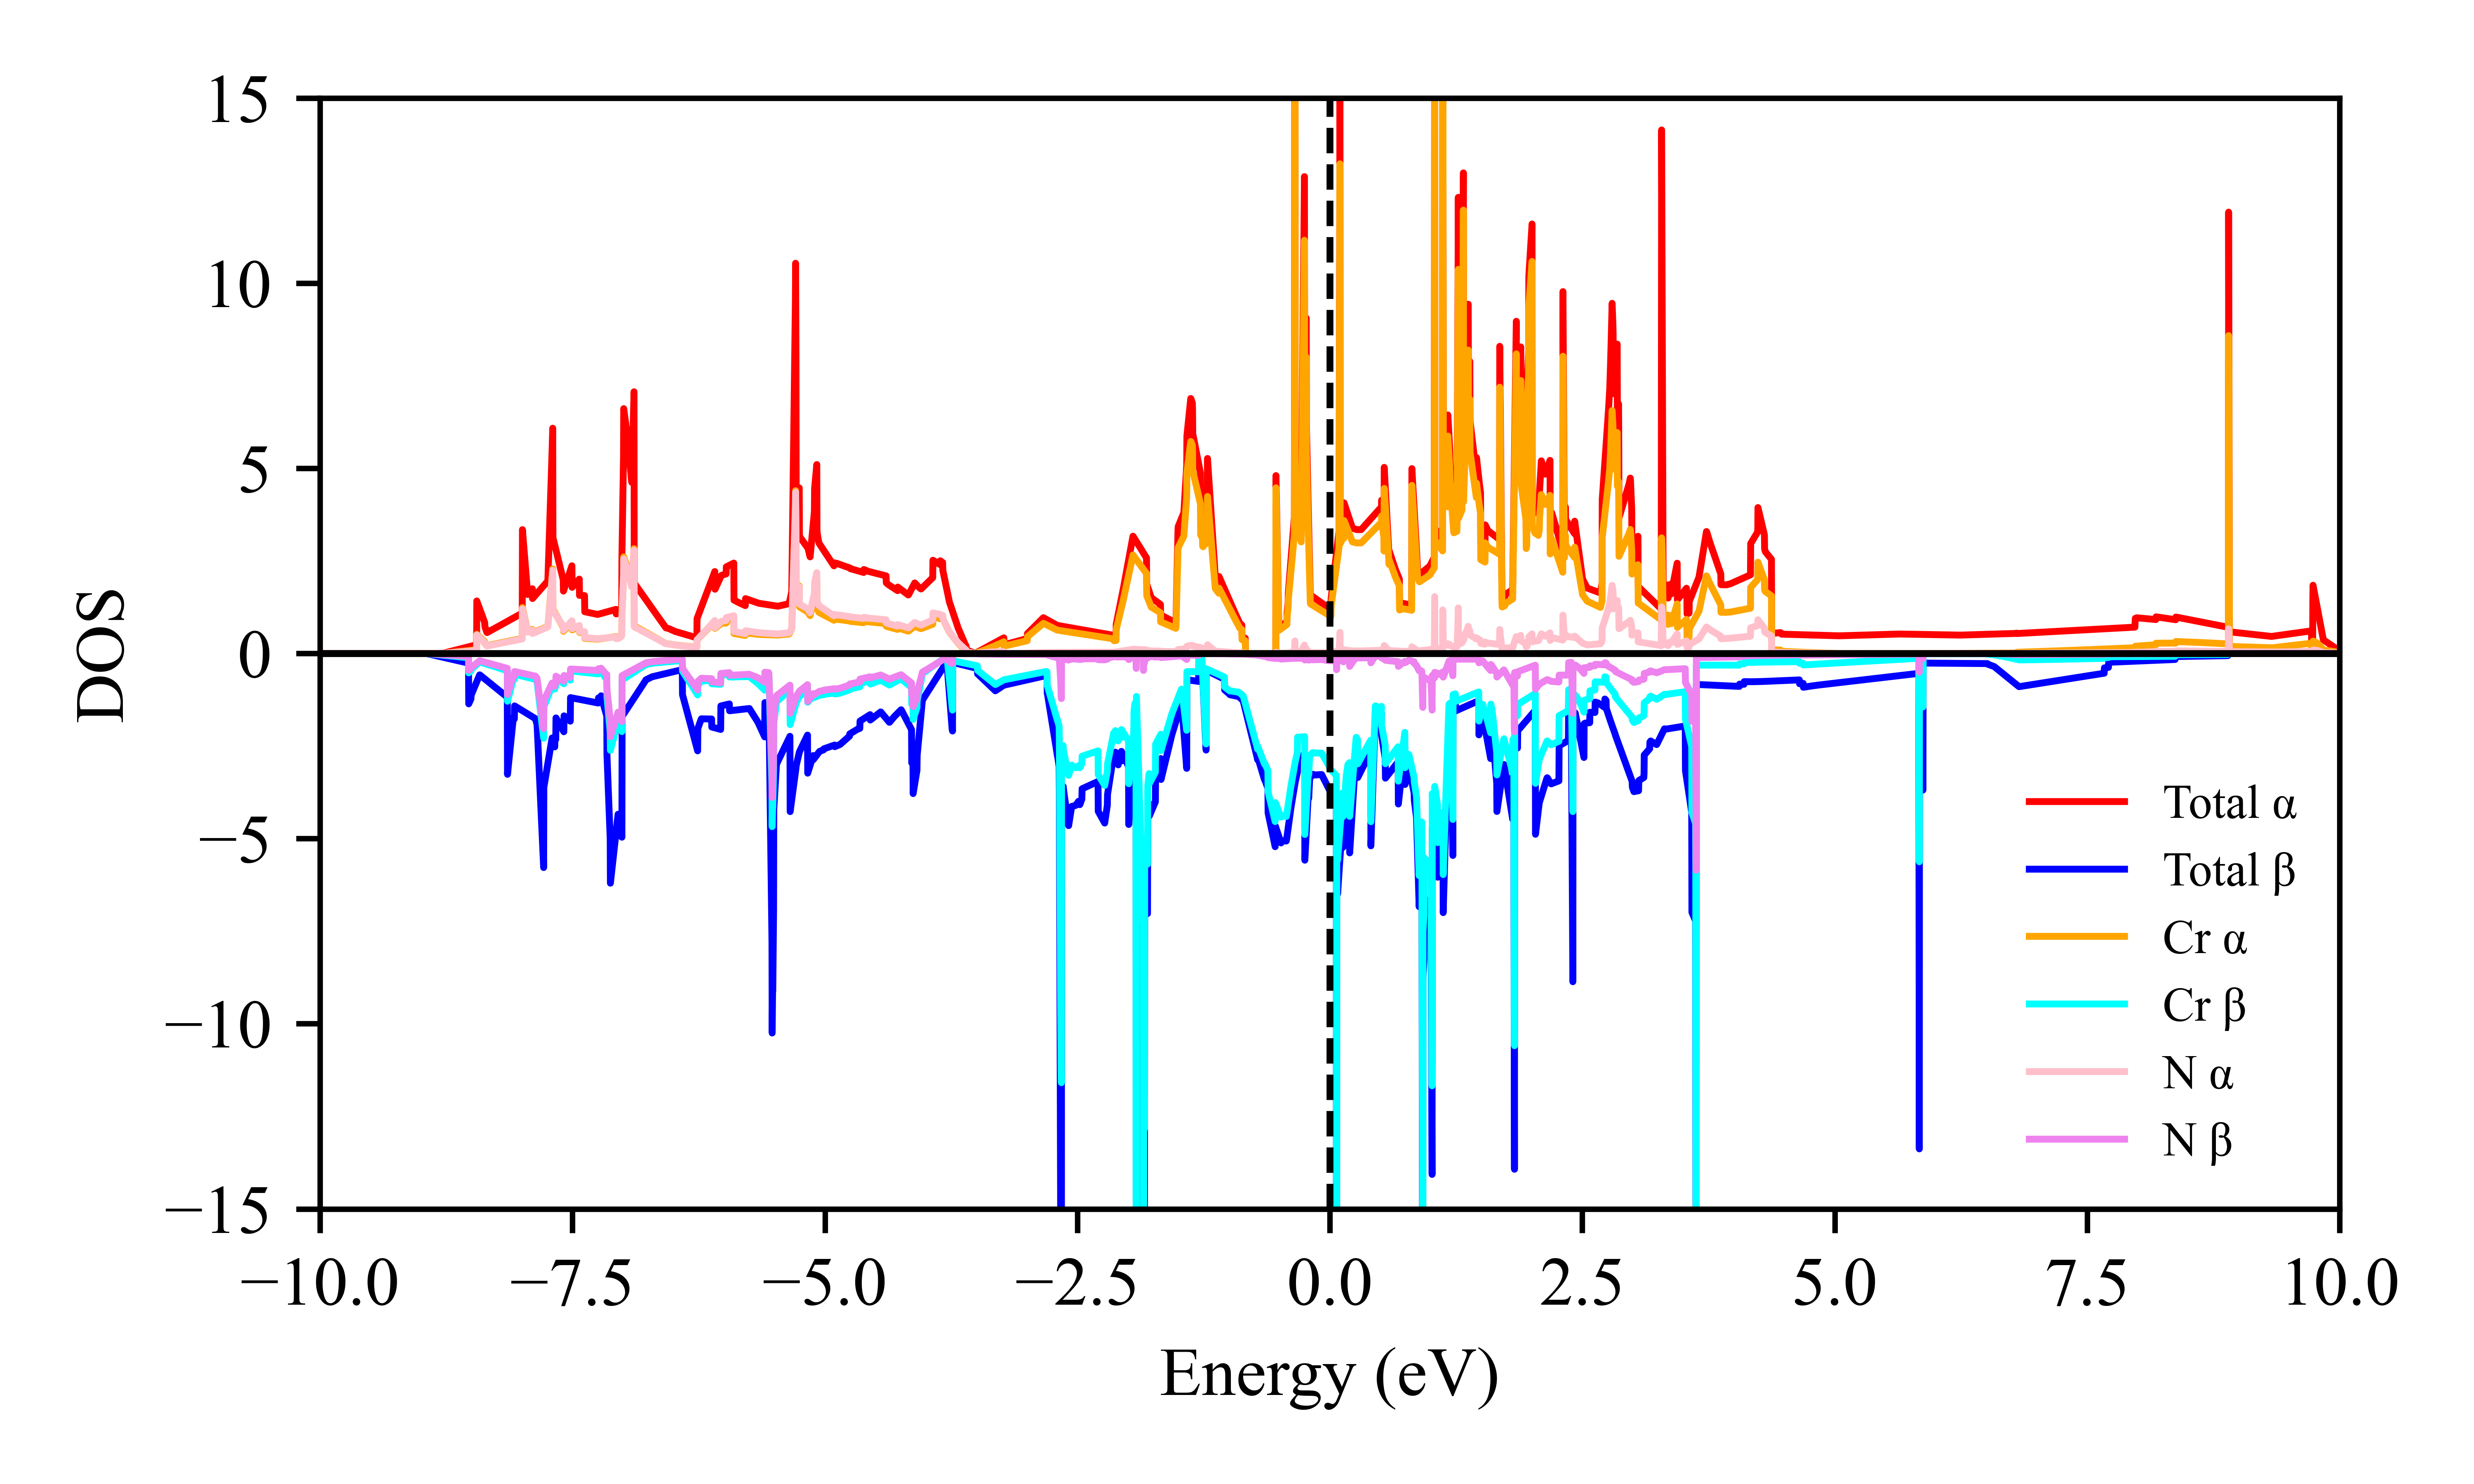 15
10
5
0
−5
−10
−15
DOS
−10.0 −7.5 −5.0 −2.5 0.0 2.5 5.0 7.5 10.0
Energy (eV)
Total α
Total β
Cr α
Cr β
N α
N β